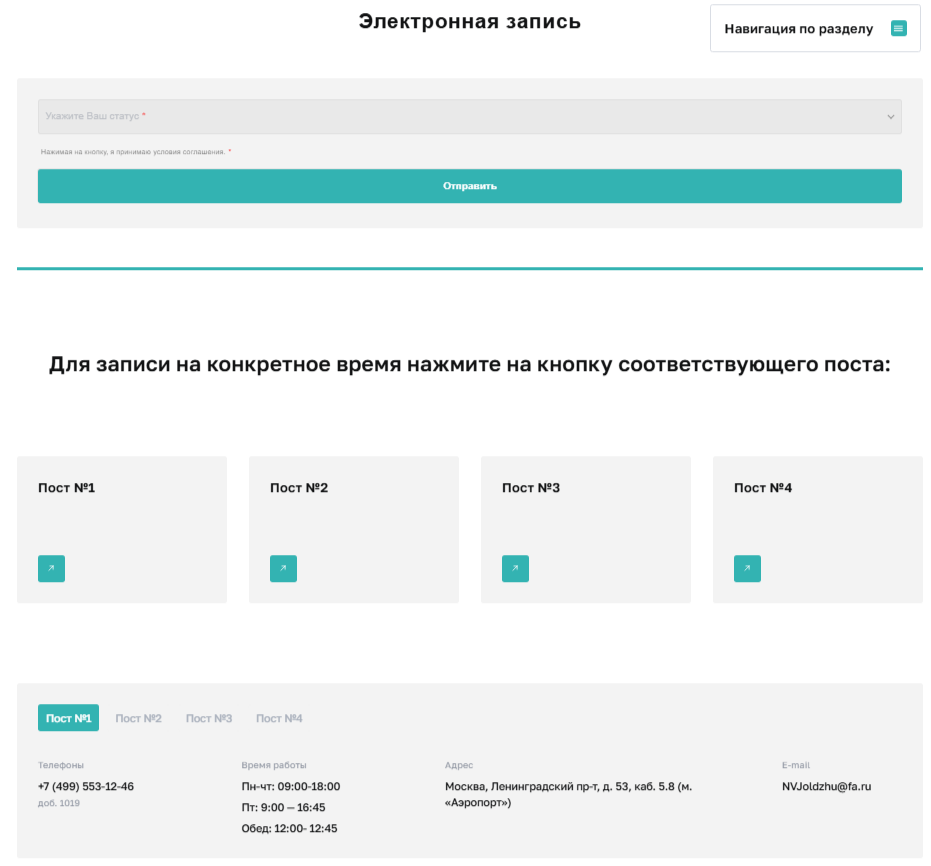 Электронная запись
Навигация по разделу
Укажите Ваш статус *
Нажимая на кнопку, я принимаю условия соглашения. *
Отправить
Для записи на конкретное время нажмите на кнопку соответствующего поста:
Пост №1
Пост №2
Пост №3
Пост №4
Пост №1 Пост №2 Пост №3 Пост №4
Телефоны
+7 (499) 553-12-46
доб. 1019
Время работы
Пн-чт: 09:00-18:00
Пт: 9:00 — 16:45
Обед: 12:00- 12:45
Адрес
Москва, Ленинградский пр-т, д. 53, каб. 5.8 (м.
«Аэропорт»)
E-mail
NVJoldzhu@fa.ru